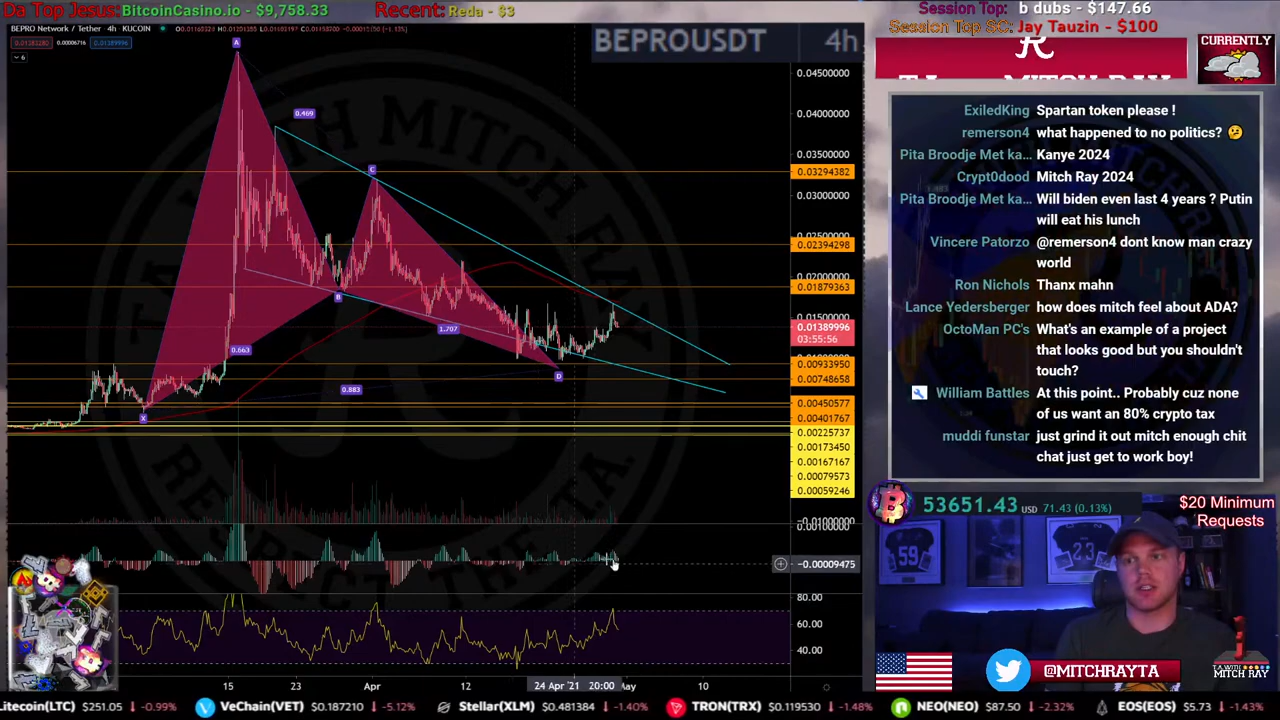 Da Top Jesus:BitcoinCasino.io - $9,758.33
Recent: Reda - $3
Session Top: b dubs - $147.66
Session Top SC: Jay Tauzin - $100
BEPRO Network / Tether · 4h · KUCOIN
BEPROUSDT 4h
CURRENTLY
0.04500000
0.04000000
0.03500000
0.03294382
0.03000000
0.02394298
0.02000000
0.01879363
0.01389996
03:55:56
0.00933950
0.00748658
0.00450577
0.00401767
0.00225737
0.00173450
0.00167167
0.00079573
0.00059246
-0.00009475
80.00
60.00
40.00
A
0.469
C
B
1.707
0.663
0.883
D
X
15
23
Apr
12
24 Apr '21 20:00
May
10
ExiledKing Spartan token please !
remerson4 what happened to no politics? 🤔
Pita Broodje Met ka... Kanye 2024
Crypt0dood Mitch Ray 2024
Pita Broodje Met ka... Will biden even last 4 years ? Putin
will eat his lunch
Vincere Patorzo @remerson4 dont know man crazy
world
Ron Nichols Thanx mahn
Lance Yedersberger how does mitch feel about ADA?
OctoMan PC's What's an example of a project
that looks good but you shouldn't
touch?
William Battles At this point.. Probably cuz none
of us want an 80% crypto tax
muddi funstar just grind it out mitch enough chit
chat just get to work boy!
53651.43 USD 71.43 (0.13%)
$20 Minimum
Requests
59
23
@MITCHRAYTA
T.A. WITH
MITCH RAY
Litecoin(LTC) $251.05 -0.99%
VeChain(VET) $0.187210 -5.12%
Stellar(XLM) $0.481384 -1.40%
TRON(TRX) $0.119530 -1.48%
NEO(NEO) $87.50 -2.32%
EOS(EOS) $5.73 -1.43%